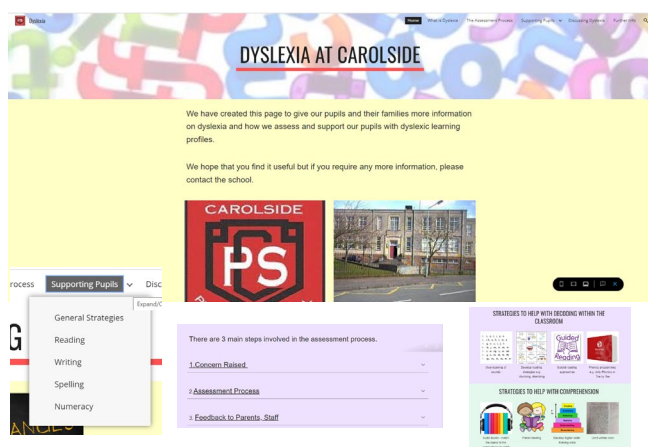 Dyslexia
Home What is Dyslexia The Assessment Process Supporting Pupils Discussing Dyslexia Further Info
DYSLEXIA AT CAROLSIDE
We have created this page to give our pupils and their families more information
on dyslexia and how we assess and support our pupils with dyslexic learning
profiles.
We hope that you find it useful but if you require any more information, please
contact the school.
CAROLSIDE
PS
rocess Supporting Pupils Disc
Expand/C
General Strategies
Reading
Writing
Spelling
Numeracy
G
ANGLES
There are 3 main steps involved in the assessment process.
1.Concern Raised
2.Assessment Process
3. Feedback to Parents, Staff
STRATEGIES TO HELP WITH DECODING WITHIN THE
CLASSROOM
Guided
Reading
STRATEGIES TO HELP WITH COMPREHENSION
Paired reading